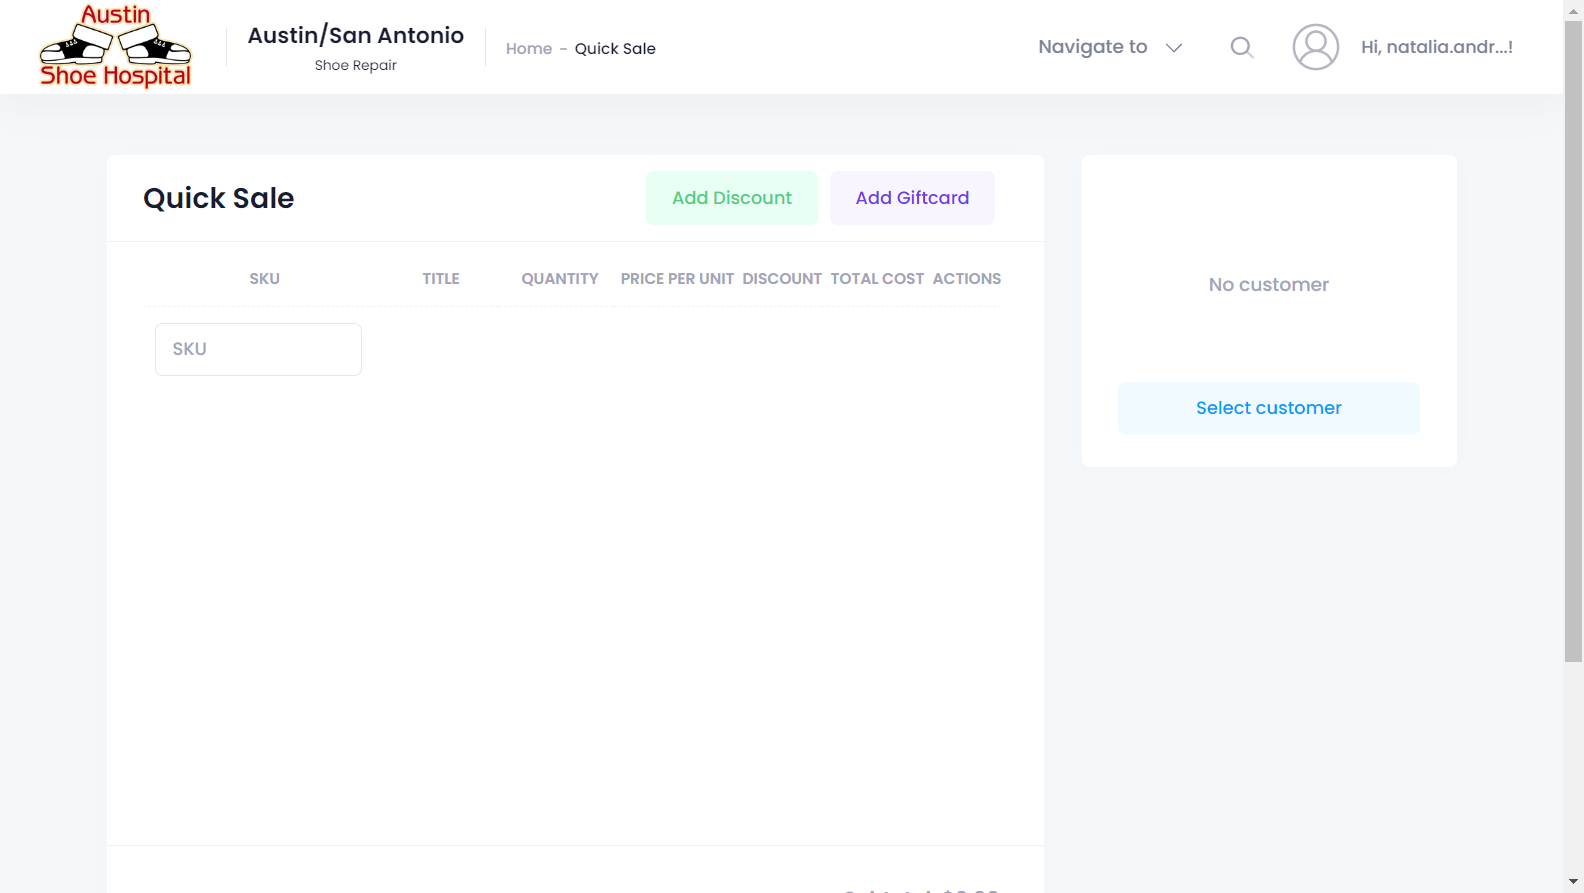 Austin
Shoe Hospital
Austin/San Antonio
Shoe Repair
Home - Quick Sale
Navigate to
Hi, natalia.andr...!
Quick Sale
Add Discount
Add Giftcard
SKU TITLE QUANTITY PRICE PER UNIT DISCOUNT TOTAL COST ACTIONS
SKU
No customer
Select customer